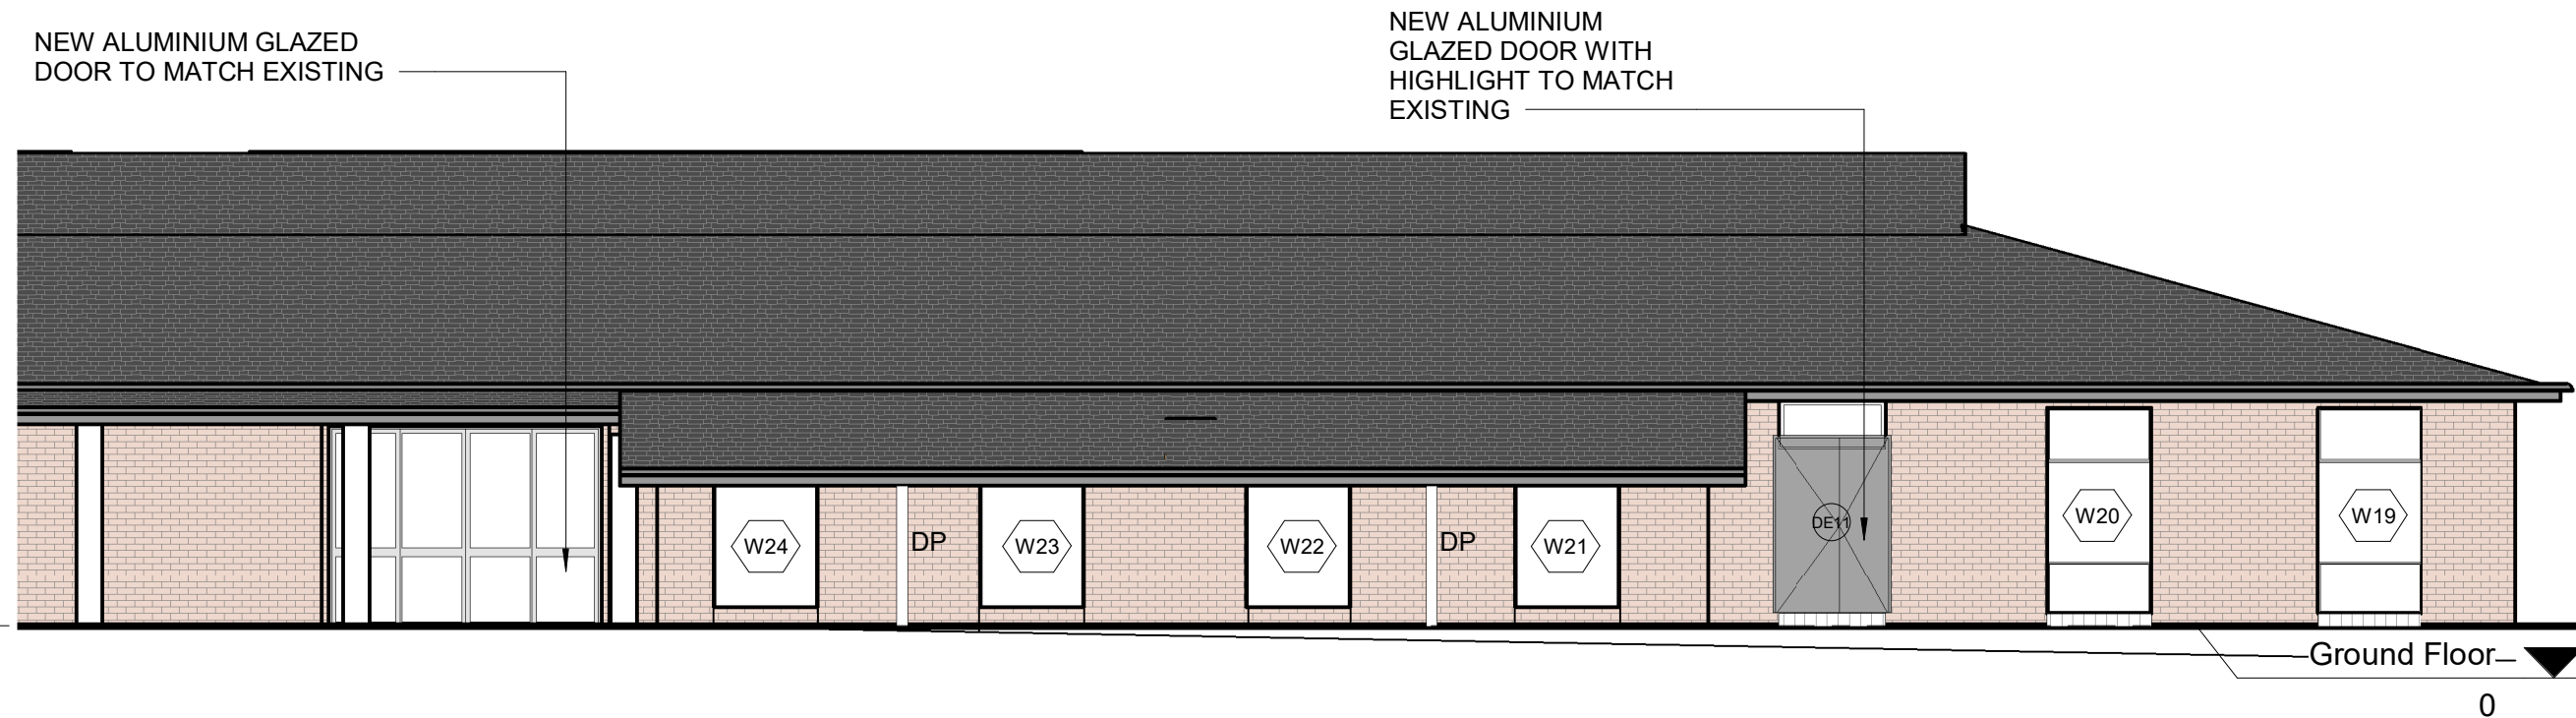 NEW ALUMINIUM GLAZED
DOOR TO MATCH EXISTING
NEW ALUMINIUM
GLAZED DOOR WITH
HIGHLIGHT TO MATCH
EXISTING
W24
DP
W23
W22
DP
W21
DE11
W20
W19
Ground Floor
0